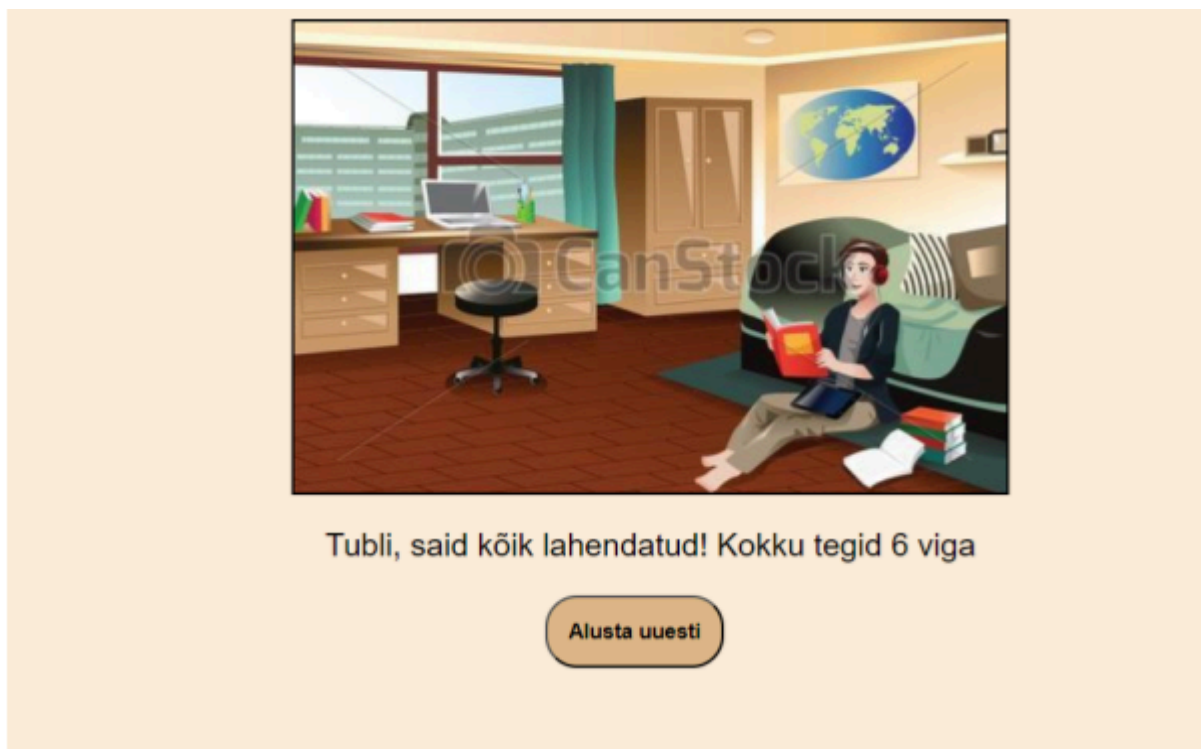 CanStock
Tubli, said kõik lahendatud! Kokku tegid 6 viga
Alusta uuesti